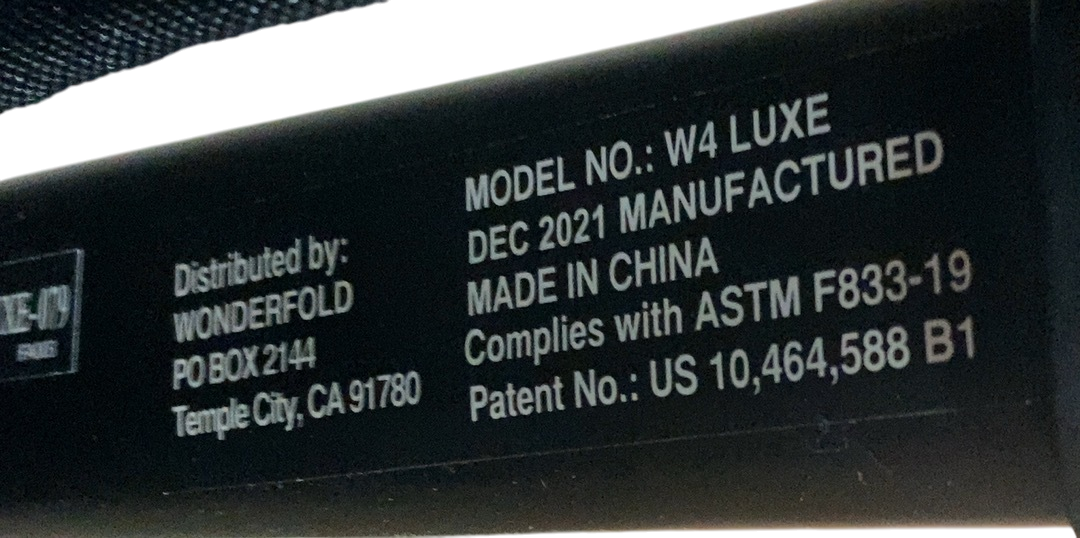 Distributed by:
WONDERFOLD
PO BOX 2144
Temple City, CA 91780
MODEL NO.: W4 LUXE
DEC 2021 MANUFACTURED
MADE IN CHINA
Complies with ASTM F833-19
Patent No.: US 10,464,588 B1